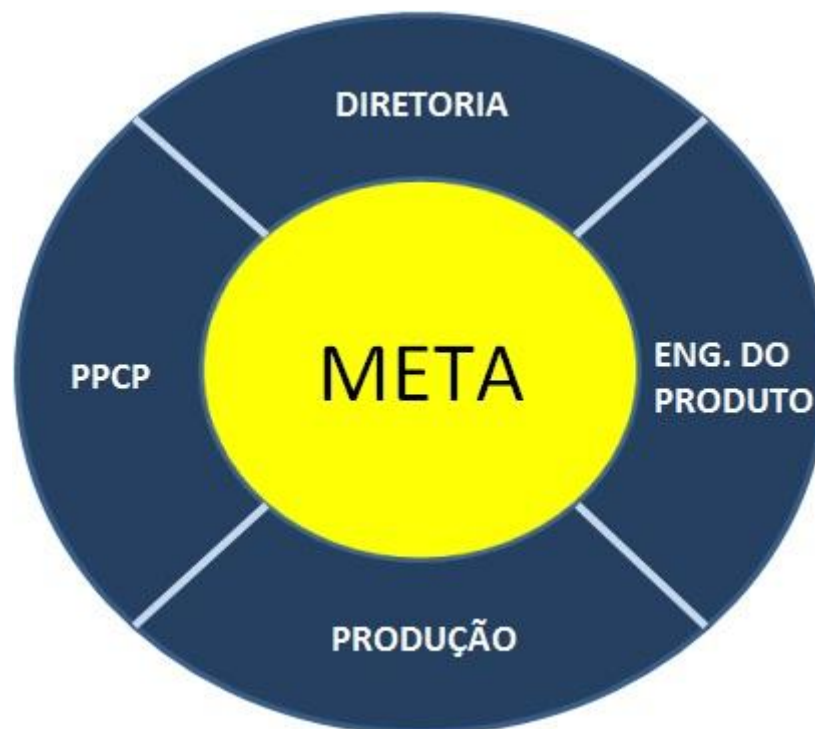 DIRETORIA
PPCP
META
ENG. DO
PRODUTO
PRODUÇÃO